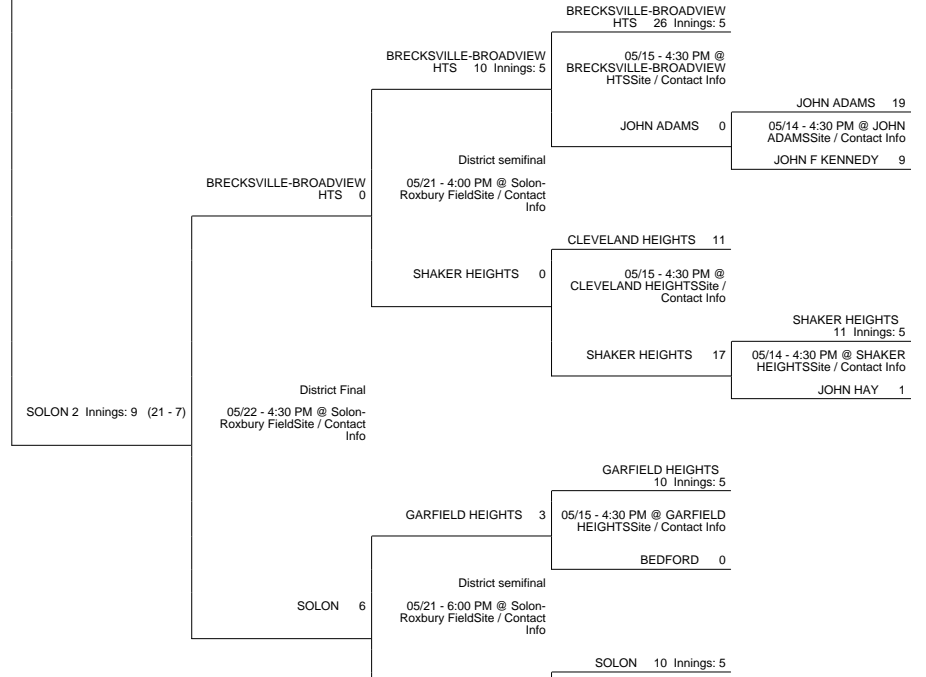 BRECKSVILLE-BROADVIEW
HTS 26 Innings: 5
BRECKSVILLE-BROADVIEW
HTS 10 Innings: 5
05/15 - 4:30 PM @
BRECKSVILLE-BROADVIEW
HTSSite / Contact Info
JOHN ADAMS 19
JOHN ADAMS 0
05/14 - 4:30 PM @ JOHN
ADAMSSite / Contact Info
JOHN F KENNEDY 9
District semifinal
BRECKSVILLE-BROADVIEW
HTS 0
05/21 - 4:00 PM @ Solon-
Roxbury FieldSite / Contact
Info
CLEVELAND HEIGHTS 11
SHAKER HEIGHTS 0
05/15 - 4:30 PM @
CLEVELAND HEIGHTSSite /
Contact Info
SHAKER HEIGHTS
11 Innings: 5
SHAKER HEIGHTS 17
05/14 - 4:30 PM @ SHAKER
HEIGHTSSite / Contact Info
JOHN HAY 1
District Final
SOLON 2 Innings: 9 (21 - 7)
05/22 - 4:30 PM @ Solon-
Roxbury FieldSite / Contact
Info
GARFIELD HEIGHTS
10 Innings: 5
GARFIELD HEIGHTS 3
05/15 - 4:30 PM @ GARFIELD
HEIGHTSSite / Contact Info
BEDFORD 0
District semifinal
SOLON 6
05/21 - 6:00 PM @ Solon-
Roxbury FieldSite / Contact
Info
SOLON 10 Innings: 5